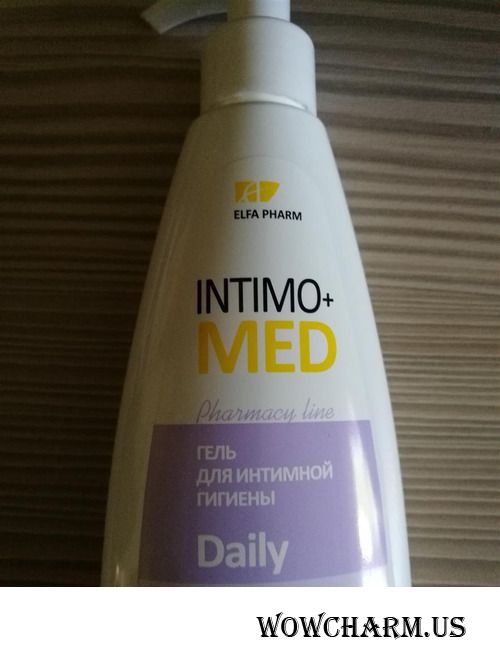 ELFA PHARM
INTIMO+
MED
Pharmacy line
ГЕЛЬ
ДЛЯ ИНТИМНОЙ
ГИГИЕНЫ
Daily
WOWCHARM.US